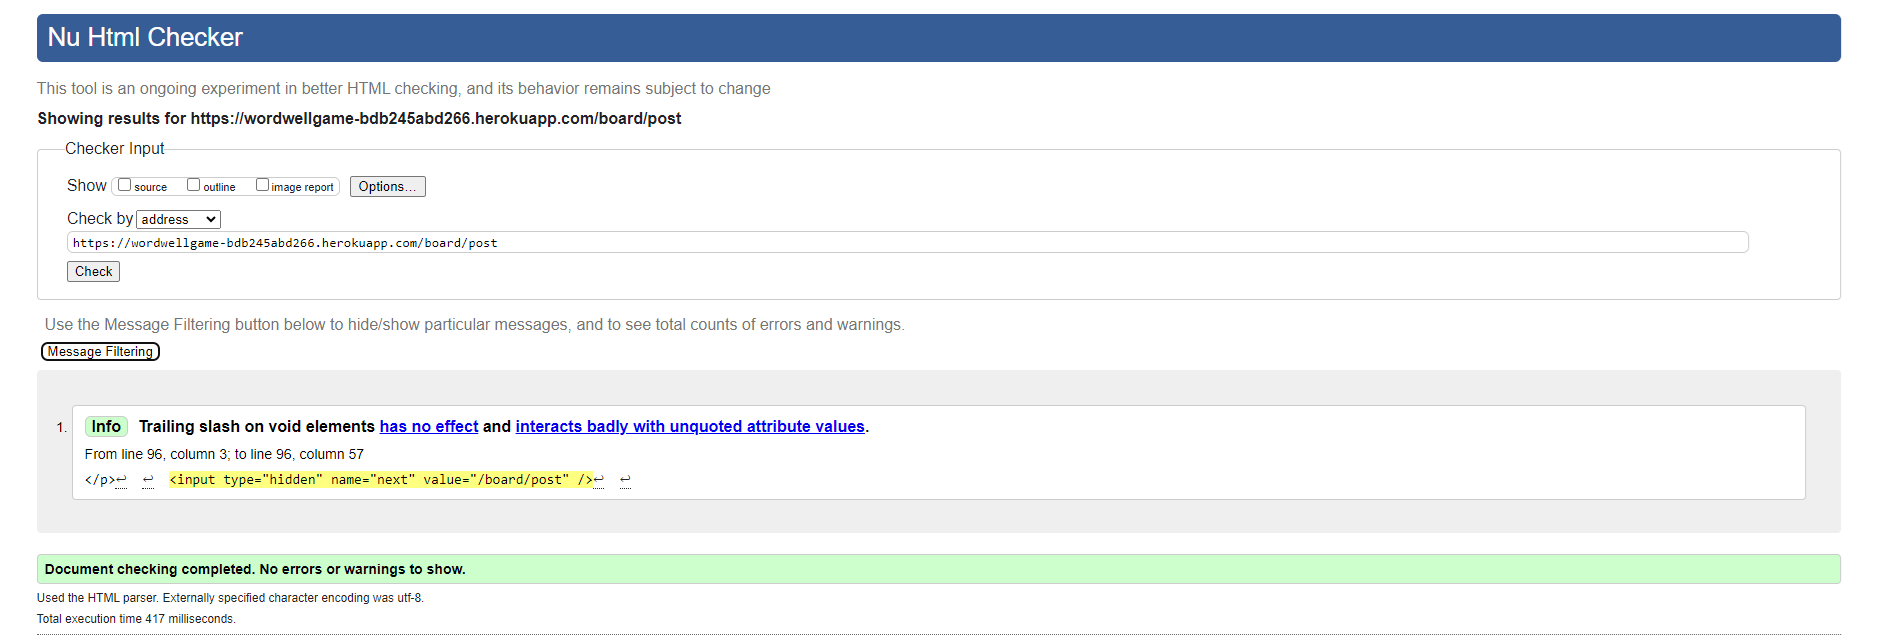 Nu Html Checker
This tool is an ongoing experiment in better HTML checking, and its behavior remains subject to change
Showing results for https://wordwellgame-bdb245abd266.herokuapp.com/board/post
Checker Input
Show source outline image report Options...
Check by address
https://wordwellgame-bdb245abd266.herokuapp.com/board/post
Check
Use the Message Filtering button below to hide/show particular messages, and to see total counts of errors and warnings.
Message Filtering
1. Info Trailing slash on void elements has no effect and interacts badly with unquoted attribute values.
From line 96, column 3; to line 96, column 57
</p>↩ ↩ <input type="hidden" name="next" value="/board/post" />↩ ↩
Document checking completed. No errors or warnings to show.
Used the HTML parser. Externally specified character encoding was utf-8.
Total execution time 417 milliseconds.